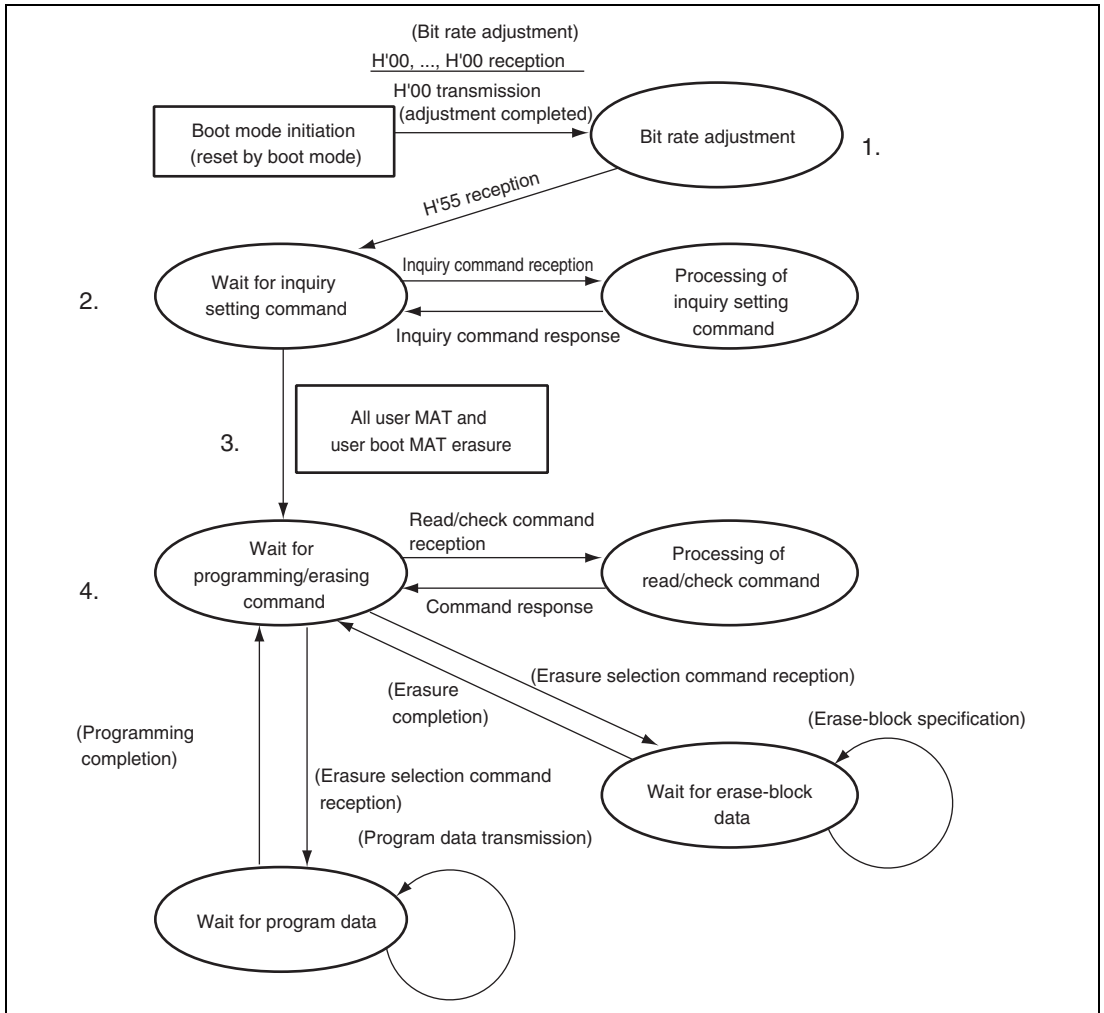 (Bit rate adjustment)
H'00, ..., H'00 reception
H'00 transmission
(adjustment completed)
Boot mode initiation
(reset by boot mode)
Bit rate adjustment
1.
H'55 reception
2.
Wait for inquiry
setting command
Inquiry command reception
Inquiry command response
Processing of
inquiry setting
command
3.
All user MAT and
user boot MAT erasure
4.
Wait for
programming/erasing
command
Read/check command
reception
Command response
Processing of
read/check command
(Erasure selection command reception)
(Erasure
completion)
(Programming
completion)
(Erasure selection command
reception)
(Erase-block specification)
Wait for erase-block
data
(Program data transmission)
Wait for program data